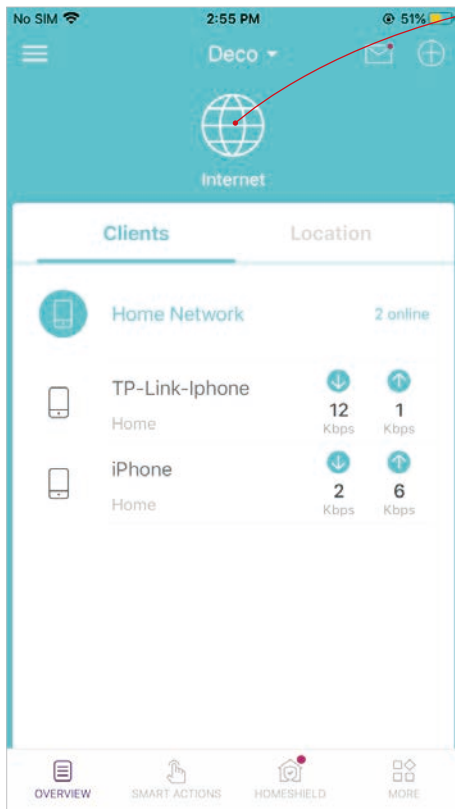 No SIM 2:55 PM 51%
Deco
Internet
Clients Location
Home Network 2 online
TP-Link-Iphone
Home
12 1
Kbps Kbps
iPhone
Home
2 6
Kbps Kbps
OVERVIEW SMART ACTIONS HOMESHIELD MORE